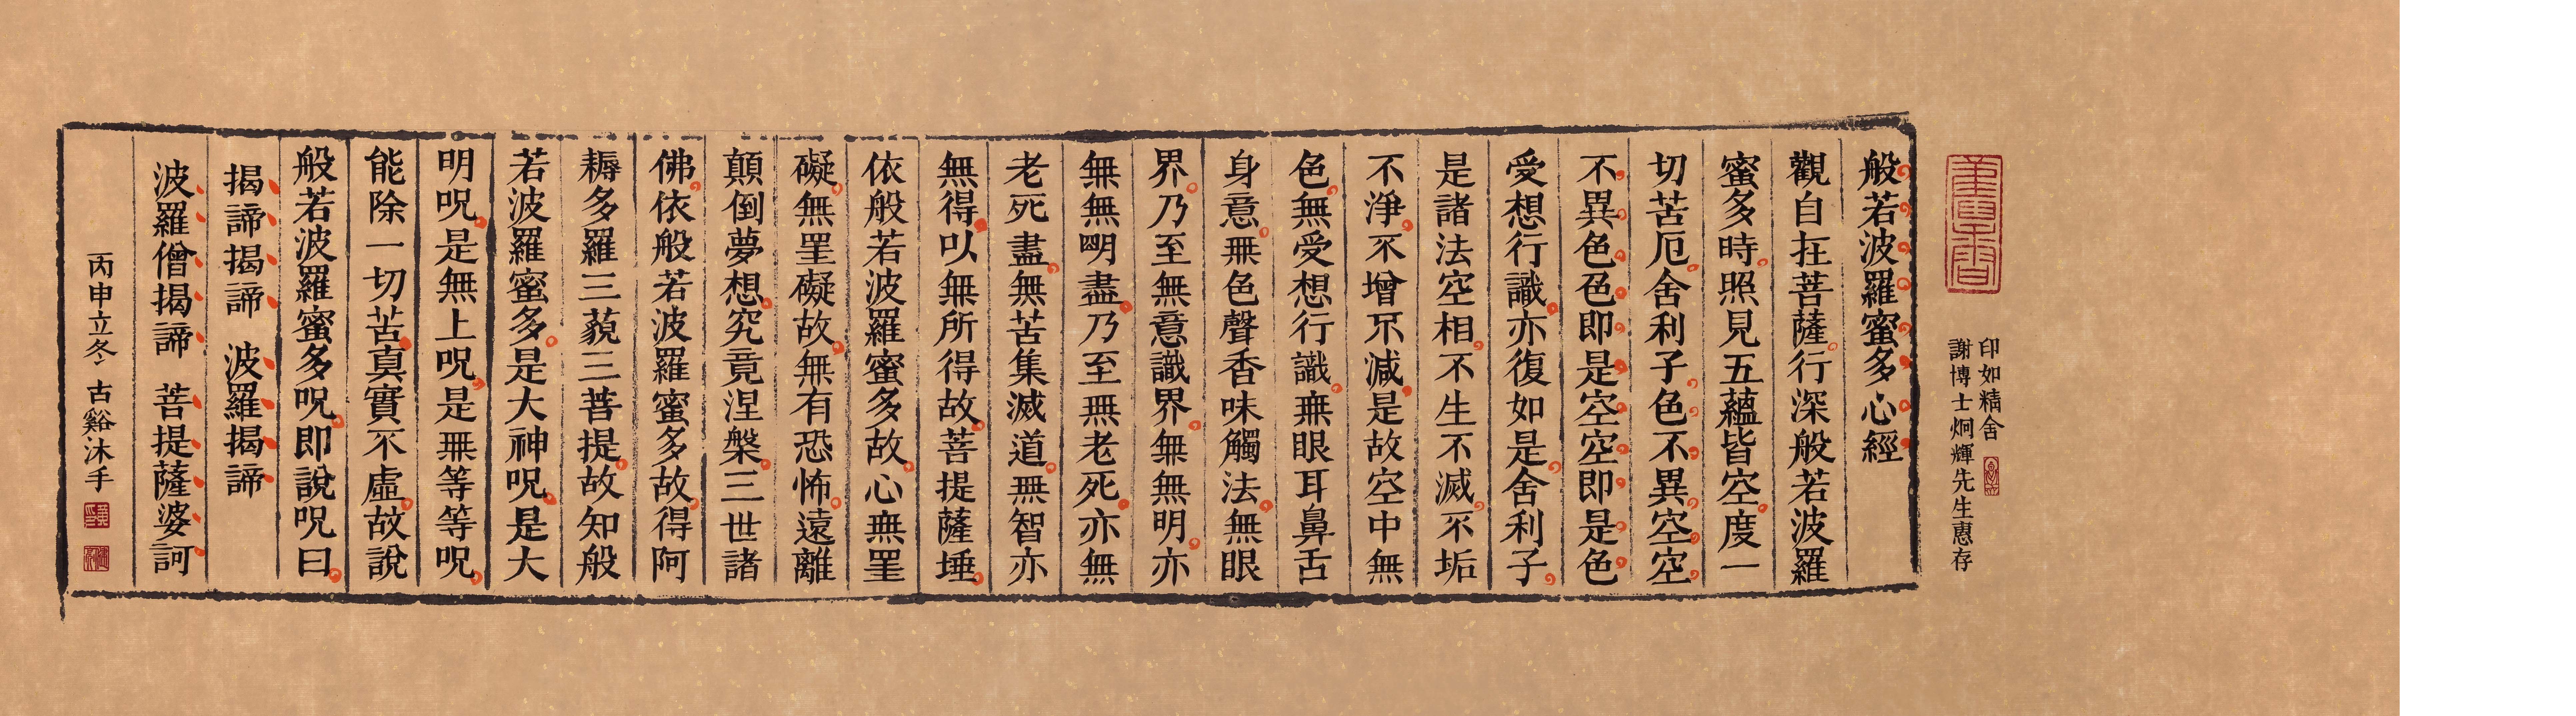 印如精舍
謝博士炯輝先生惠存
般若波羅蜜多心經
觀自在菩薩行深般若波羅
蜜多時照見五蘊皆空度一
切苦厄舍利子色不異空空
不異色色即是空空即是色
受想行識亦復如是舍利子
是諸法空相不生不滅不垢
不淨不增不減是故空中無
色無受想行識無眼耳鼻舌
身意無色聲香味觸法無眼
界乃至無意識界無無明亦
無無明盡乃至無老死亦無
老死盡無苦集滅道無智亦
無得以無所得故菩提薩埵
依般若波羅蜜多故心無罣
礙無罣礙故無有恐怖遠離
顛倒夢想究竟涅槃三世諸
佛依般若波羅蜜多故得阿
耨多羅三藐三菩提故知般
若波羅蜜多是大神呪是大
明呪是無上呪是無等等呪
能除一切苦真實不虛故說
般若波羅蜜多呪即說呪曰
揭諦揭諦 波羅揭諦
波羅僧揭諦 菩提薩婆訶
丙申立冬 古谿沐手